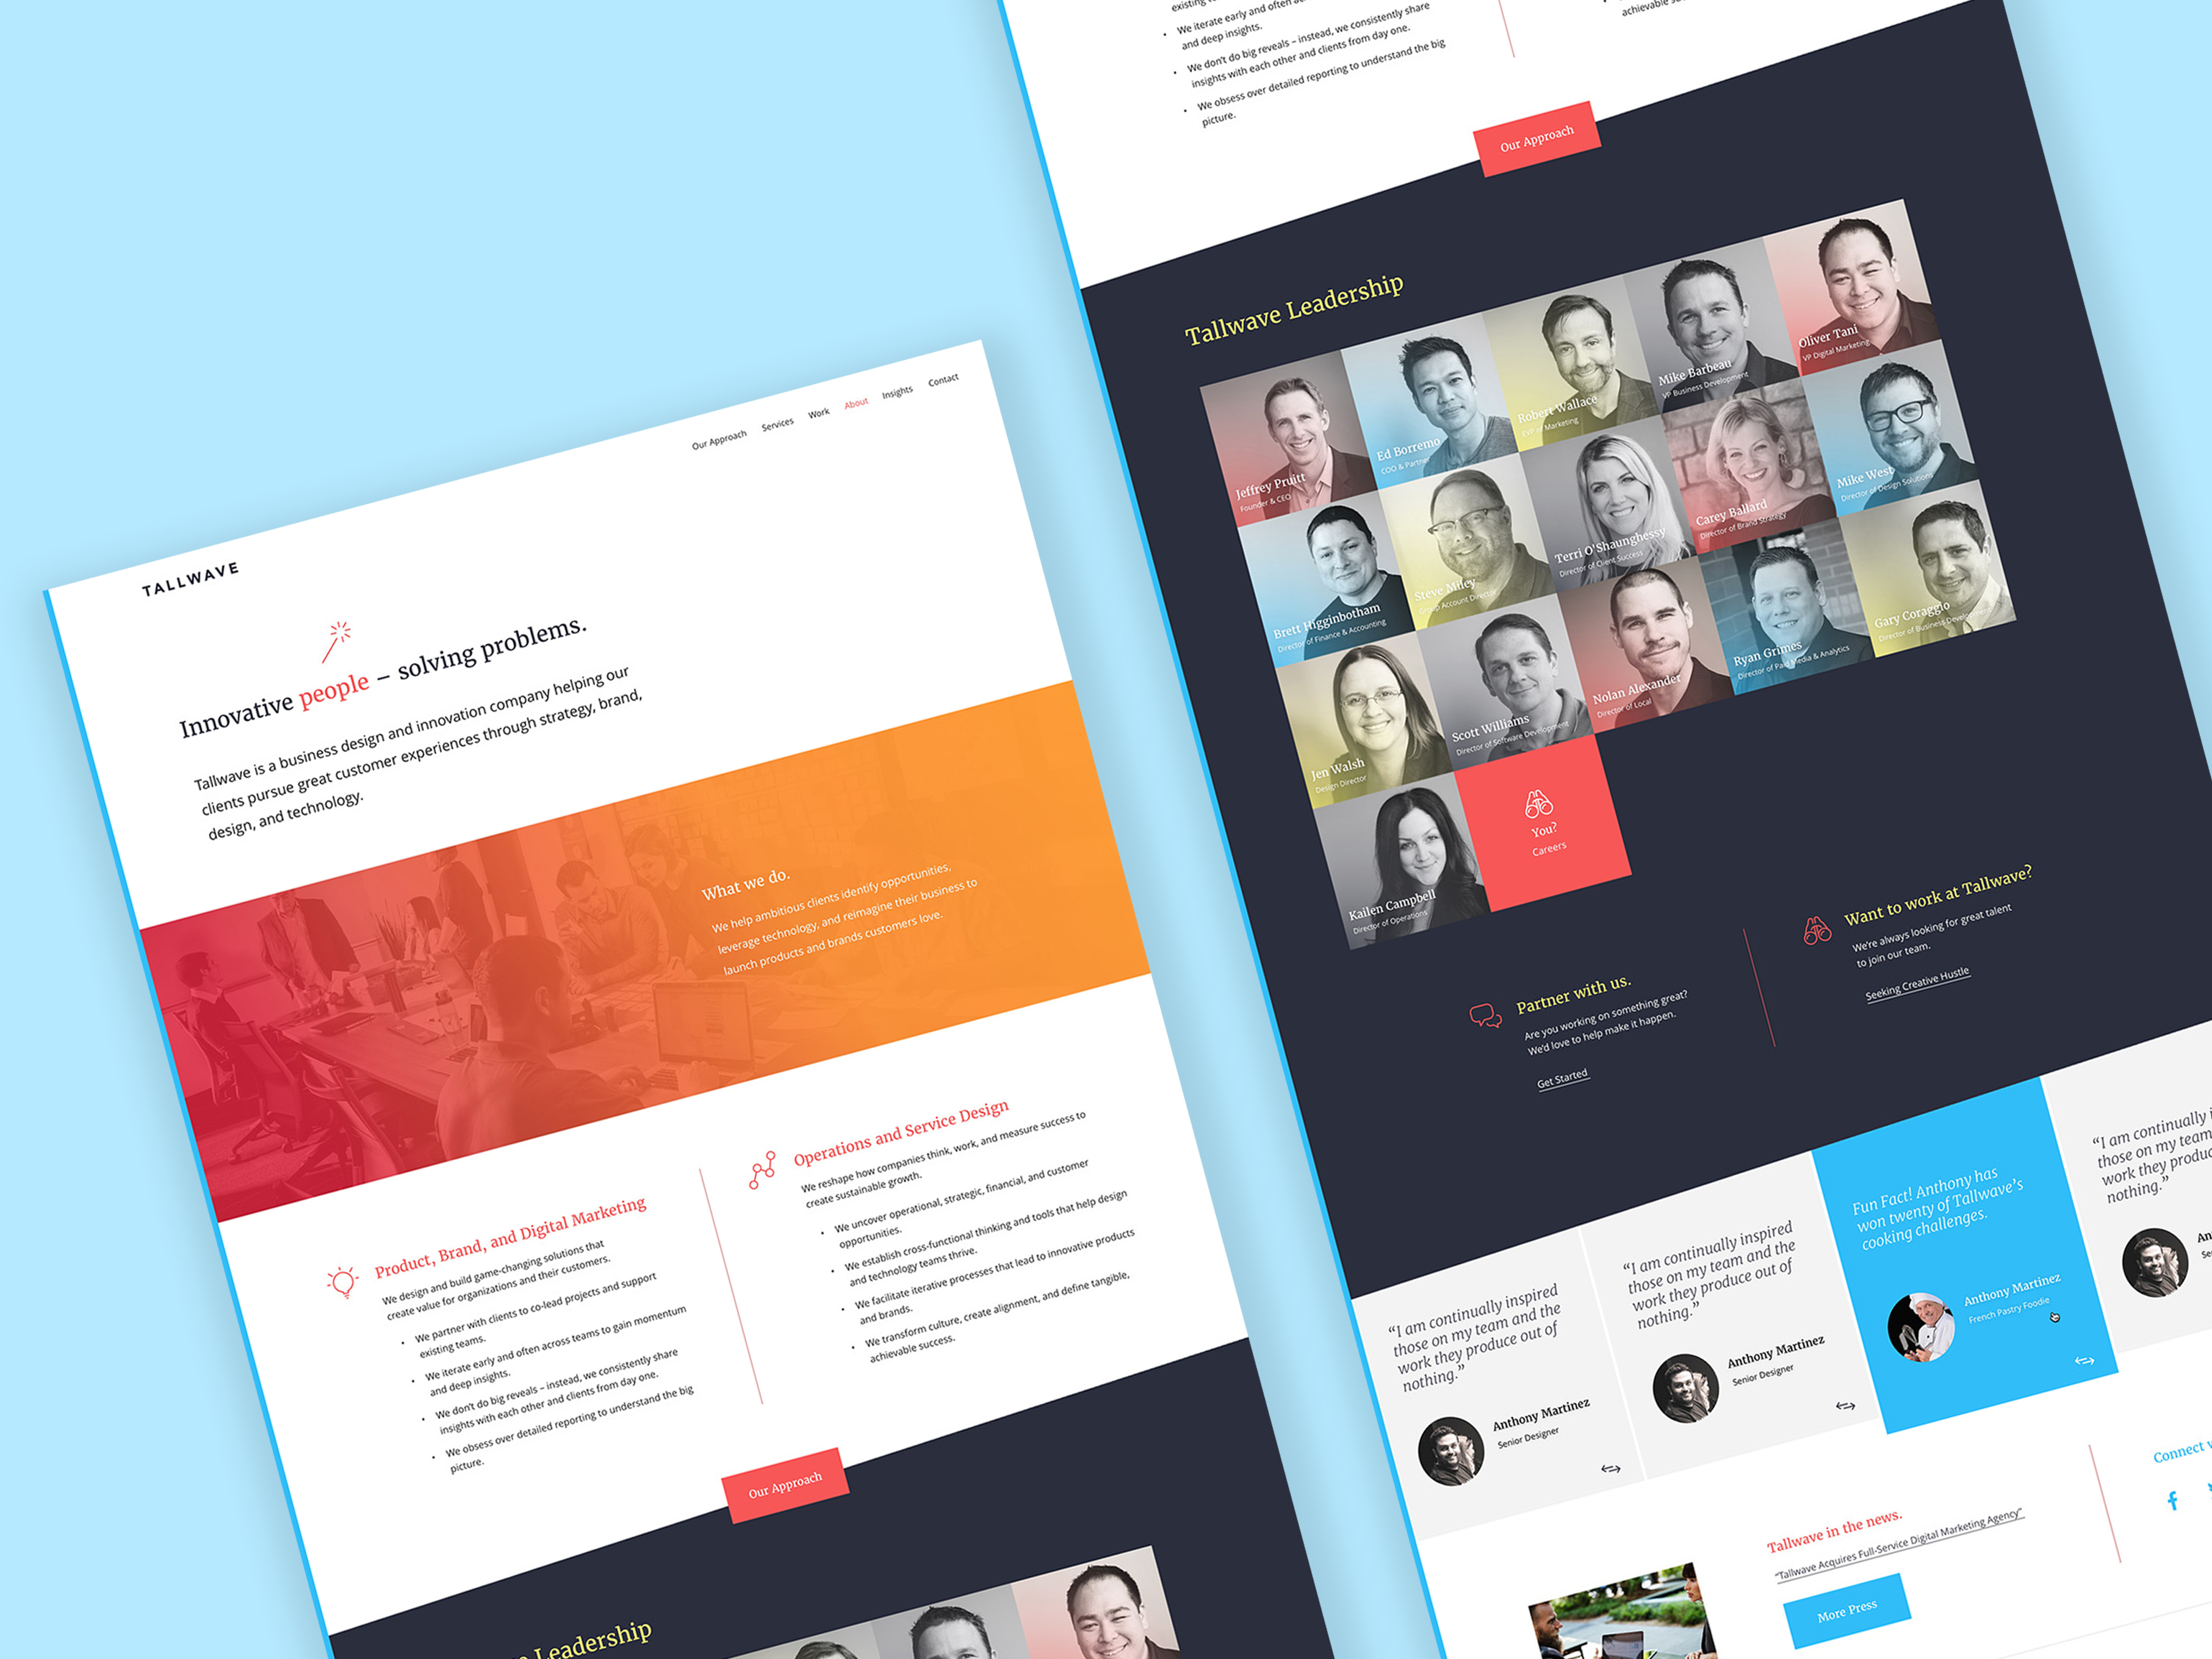 TALLWAVE
Our Approach
Services
Work
About
Insights
Contact
Innovative people – solving problems.
Tallwave is a business design and innovation company helping our
clients pursue great customer experiences through strategy, brand,
design, and technology.
What we do.
We help ambitious clients identify opportunities,
leverage technology, and reimagine their business to
launch products and brands customers love.
Product, Brand, and Digital Marketing
We design and build game-changing solutions that
create value for organizations and their customers.
• We partner with clients to co-lead projects and support
existing teams.
• We iterate early and often across teams to gain momentum
and deep insights.
• We don't do big reveals – instead, we consistently share
insights with each other and clients from day one.
• We obsess over detailed reporting to understand the big
picture.
Operations and Service Design
We reshape how companies think, work, and measure success to
create sustainable growth.
• We uncover operational, strategic, financial, and customer
opportunities.
• We establish cross-functional thinking and tools that help design
and technology teams thrive.
• We facilitate iterative processes that lead to innovative products
and brands.
• We transform culture, create alignment, and define tangible,
achievable success.
Our Approach
Leadership
existing
• We iterate early and often
and deep insights.
• We don't do big reveals – instead, we consistently share
insights with each other and clients from day one.
• We obsess over detailed reporting to understand the big
picture.
achievable
Our Approach
Tallwave Leadership
Jeffrey Pruitt
Founder & CEO
Ed Borromeo
COO & Partner
Robert Wallace
EVP of Marketing
Mike Barbeau
VP Business Development
Oliver Tani
VP Digital Marketing
Brett Higginbotham
Director of Finance & Accounting
Steve Miley
Group Account Director
Terri O'Shaunghessy
Director of Client Success
Carey Ballard
Director of Brand Strategy
Mike West
Director of Design Solutions
Jen Walsh
Design Director
Scott Williams
Director of Software Development
Nolan Alexander
Director of Local
Ryan Grimes
Director of Paid Media & Analytics
Gary Coraggio
Director of Business Development
Kailen Campbell
Director of Operations
You?
Careers
Partner with us.
Are you working on something great?
We'd love to help make it happen.
Get Started
Want to work at Tallwave?
We're always looking for great talent
to join our team.
Seeking Creative Hustle
“I am continually inspired
those on my team and the
work they produce out of
nothing.”
Anthony Martinez
Senior Designer
“I am continually inspired
those on my team and the
work they produce out of
nothing.”
Anthony Martinez
Senior Designer
Fun Fact! Anthony has
won twenty of Tallwave's
cooking challenges.
Anthony Martinez
French Pastry Foodie
“I am continually
those on my team
work they
nothing.”
Tallwave in the news.
“Tallwave Acquires Full-Service Digital Marketing Agency”
More Press
Connect